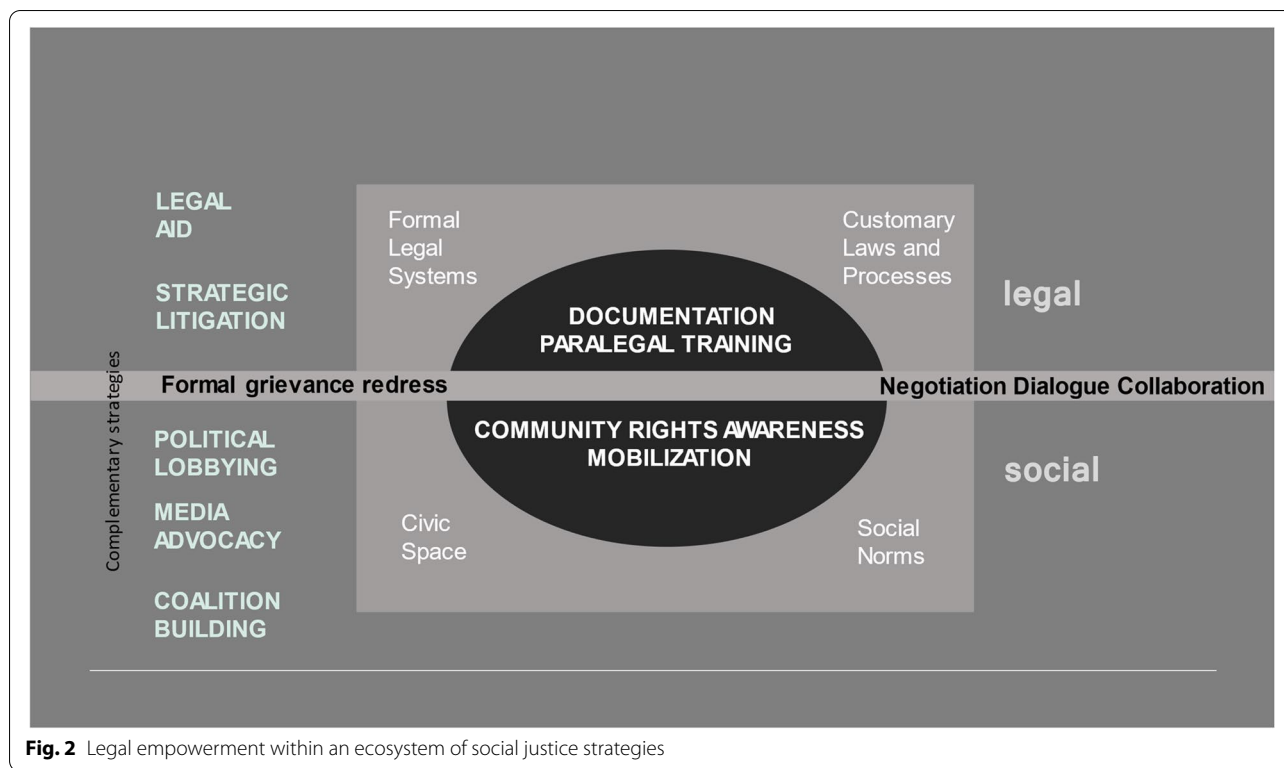 LEGAL
AID
STRATEGIC
LITIGATION
Formal
Legal
Systems
Customary
Laws and
Processes
legal
DOCUMENTATION
PARALEGAL TRAINING
Formal grievance redress
Negotiation Dialogue Collaboration
Complementary strategies
POLITICAL
LOBBYING
MEDIA
ADVOCACY
COALITION
BUILDING
COMMUNITY RIGHTS AWARENESS
MOBILIZATION
social
Civic
Space
Social
Norms
Fig. 2 Legal empowerment within an ecosystem of social justice strategies